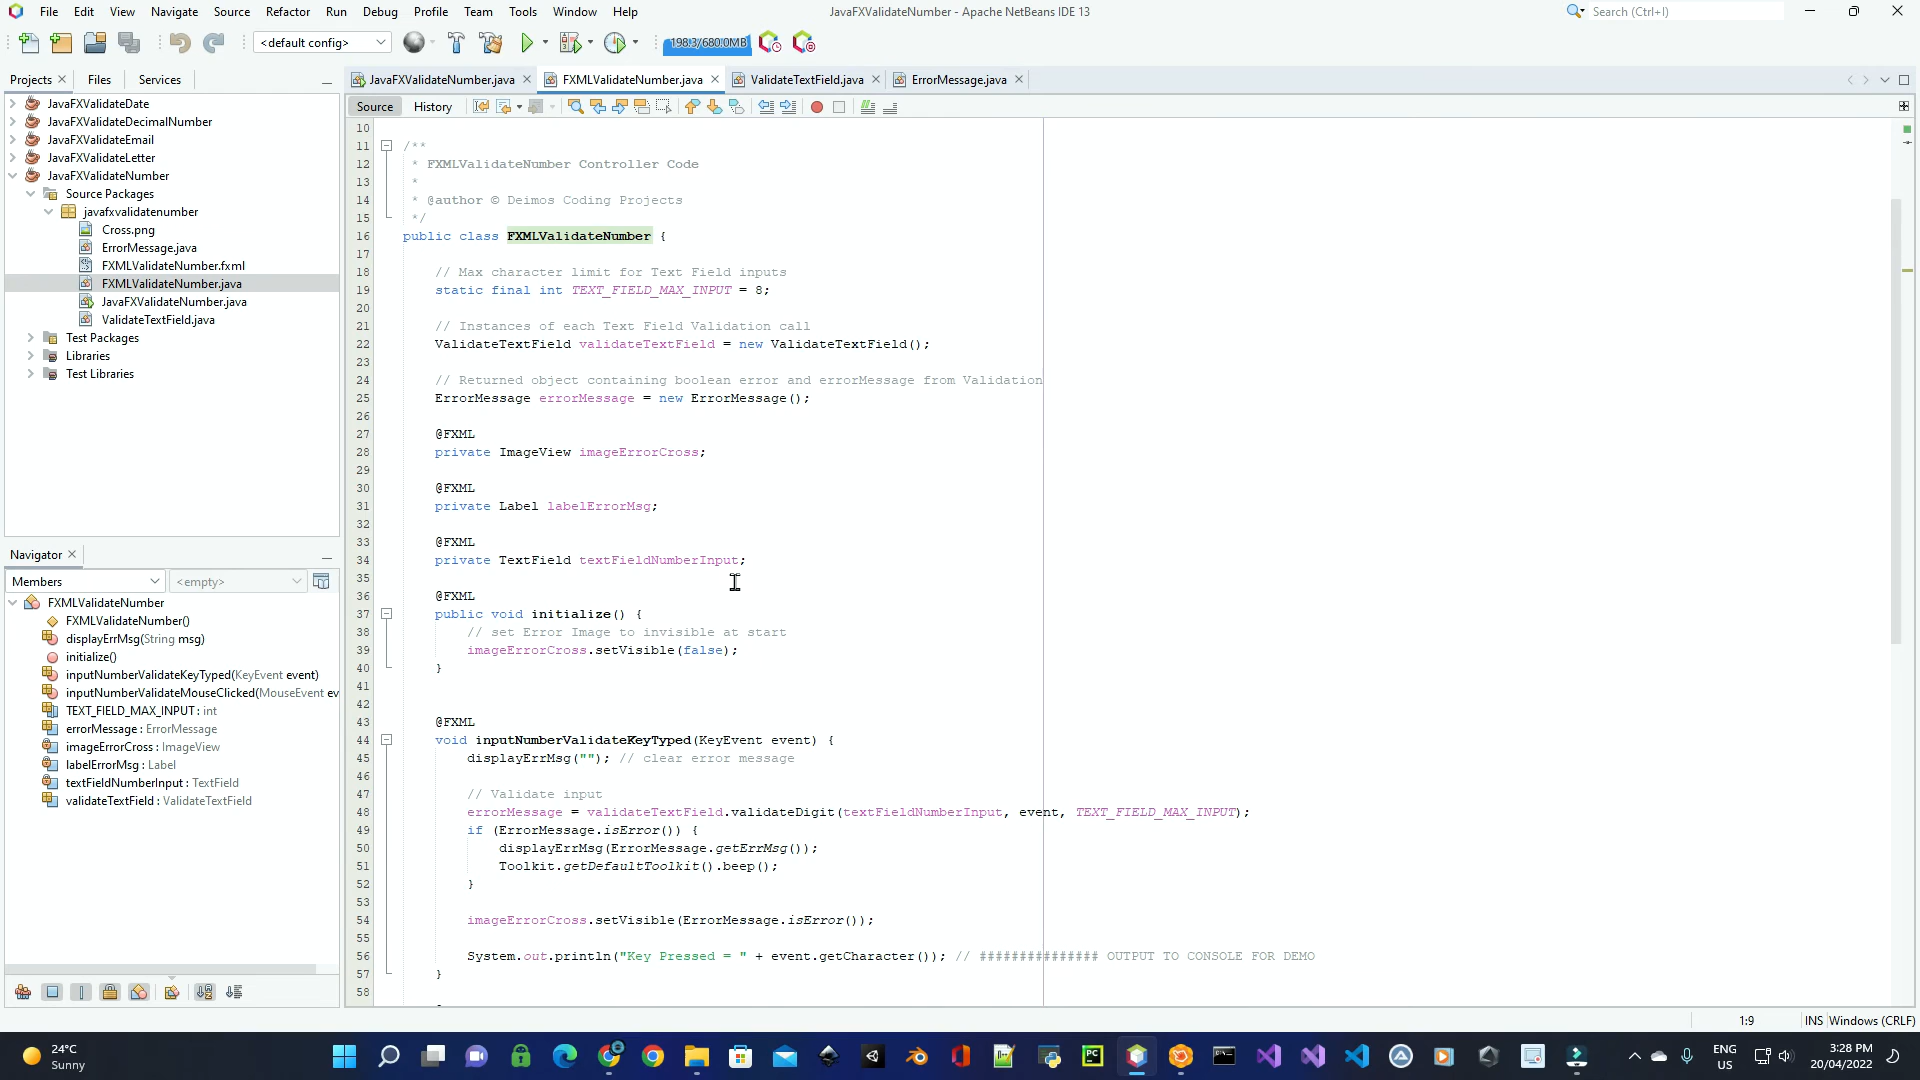 File Edit View Navigate Source Refactor Run Debug Profile Team Tools Window Help
JavaFXValidateNumber - Apache NetBeans IDE 13
Search (Ctrl+I)
<default config>
198.3/680.0MB
Projects
Files
Services
JavaFXValidateDate
JavaFXValidateDecimalNumber
JavaFXValidateEmail
JavaFXValidateLetter
JavaFXValidateNumber
Source Packages
javafxvalidatenumber
Cross.png
ErrorMessage.java
FXMLValidateNumber.fxml
FXMLValidateNumber.java
JavaFXValidateNumber.java
ValidateTextField.java
Test Packages
Libraries
Test Libraries
Navigator
Members
<empty>
FXMLValidateNumber
FXMLValidateNumber()
displayErrMsg(String msg)
initialize()
inputNumberValidateKeyTyped(KeyEvent event)
inputNumberValidateMouseClicked(MouseEvent ev
TEXT_FIELD_MAX_INPUT : int
errorMessage : ErrorMessage
imageErrorCross : ImageView
labelErrorMsg : Label
textFieldNumberInput : TextField
validateTextField : ValidateTextField
JavaFXValidateNumber.java
FXMLValidateNumber.java
ValidateTextField.java
ErrorMessage.java
Source History
10
11 /**
12 * FXMLValidateNumber Controller Code
13 *
14 * @author © Deimos Coding Projects
15 */
16 public class FXMLValidateNumber {
17
18 // Max character limit for Text Field inputs
19 static final int TEXT_FIELD_MAX_INPUT = 8;
20
21 // Instances of each Text Field Validation call
22 ValidateTextField validateTextField = new ValidateTextField();
23
24 // Returned object containing boolean error and errorMessage from Validation
25 ErrorMessage errorMessage = new ErrorMessage();
26
27 @FXML
28 private ImageView imageErrorCross;
29
30 @FXML
31 private Label labelErrorMsg;
32
33 @FXML
34 private TextField textFieldNumberInput;
35
36 @FXML
37 public void initialize() {
38 // set Error Image to invisible at start
39 imageErrorCross.setVisible(false);
40 }
41
42
43 @FXML
44 void inputNumberValidateKeyTyped(KeyEvent event) {
45 displayErrMsg(""); // clear error message
46
47 // Validate input
48 errorMessage = validateTextField.validateDigit(textFieldNumberInput, event, TEXT_FIELD_MAX_INPUT);
49 if (ErrorMessage.isError()) {
50 displayErrMsg(ErrorMessage.getErrMsg());
51 Toolkit.getDefaultToolkit().beep();
52 }
53
54 imageErrorCross.setVisible(ErrorMessage.isError());
55
56 System.out.println("Key Pressed = " + event.getCharacter()); // ############### OUTPUT TO CONSOLE FOR DEMO
57 }
58
1:9
INS Windows (CRLF)
24°C
Sunny
ENG
US
3:28 PM
20/04/2022